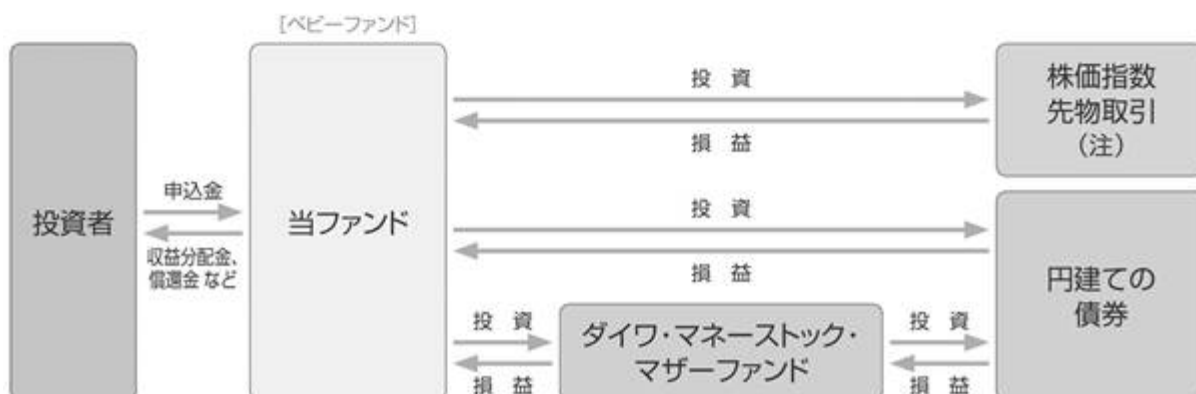 [ベビーファンド]
投資者
申込金
収益分配金、
償還金 など
当ファンド
投　資
損　益
株価指数
先物取引
（注）
投　資
損　益
円建ての
債券
投　資
損　益
ダイワ・マネーストック・
マザーファンド
投　資
損　益